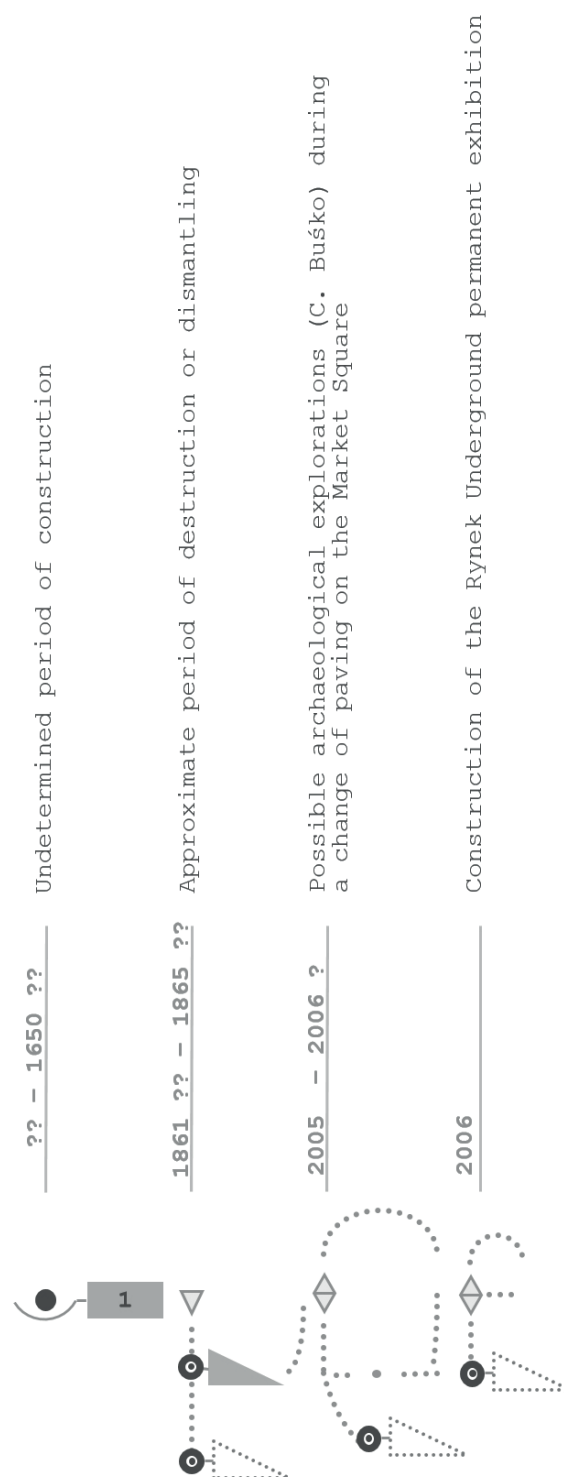 ?? – 1650 ??
Undetermined period of construction
1861 ?? – 1865 ??
Approximate period of destruction or dismantling
2005 – 2006 ?
Possible archaeological explorations (C. Buśko) during
a change of paving on the Market Square
2006
Construction of the Rynek Underground permanent exhibition
1